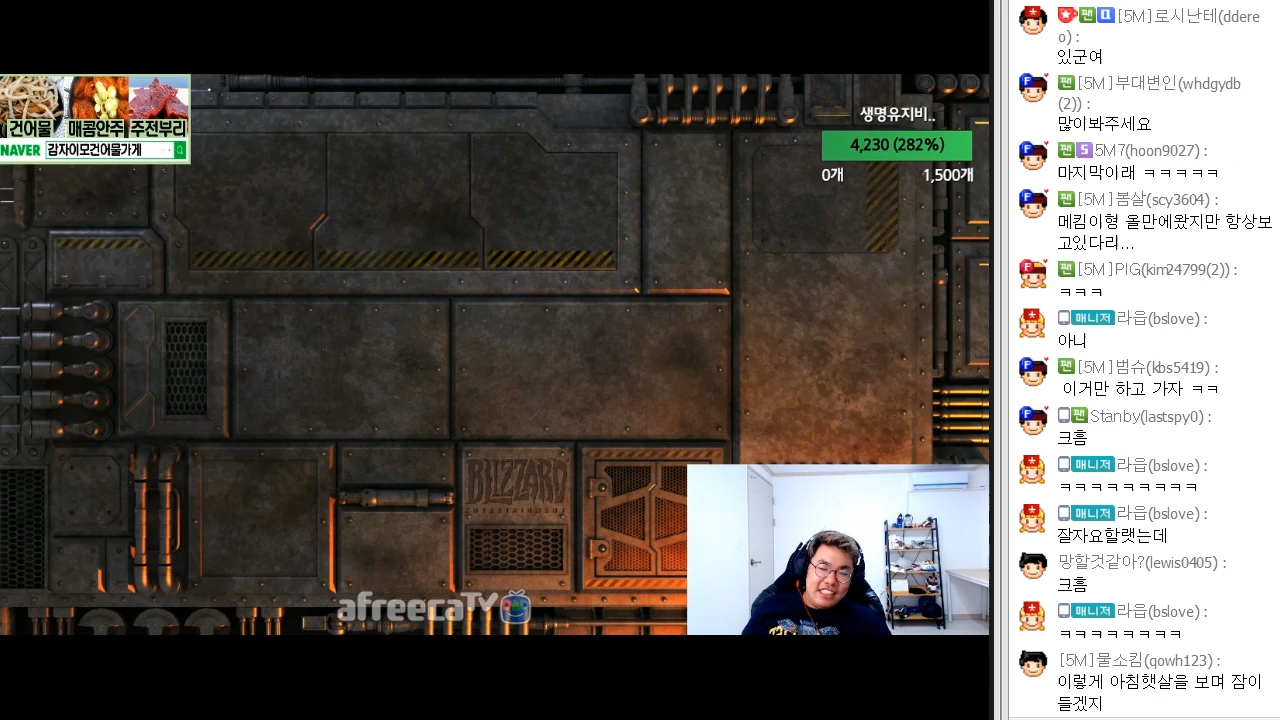 건어물 매콤안주 주전부리
NAVER 감자이모건어물가게
생명유지비..
4,230 (282%)
0개 1,500개
BLIZZARD
ENTERTAINMENT
afreecaTV
팬 [5M]로시난테(ddereo) :
있군여
팬 [5M]부대변인(whdgydb(2)) :
많이봐주세요
팬 S 5M7(hoon9027) :
마지막이래 ㅋㅋㅋㅋㅋ
팬 [5M]봄살(scy3604) :
메킴이형 올만에왔지만 항상보
고있다리...
팬 [5M]PIG(kim24799(2)) :
ㅋㅋㅋ
매니저 라읍(bslove) :
아니
팬 [5M]범슈(kbs5419) :
이거만 하고 가자 ㅋㅋ
팬 Stanby(lastspy0) :
크흠
매니저 라읍(bslove) :
ㅋㅋㅋㅋㅋㅋㅋㅋㅋ
매니저 라읍(bslove) :
잘자요할랫는데
망할것같아?(lewis0405) :
크흠
매니저 라읍(bslove) :
ㅋㅋㅋㅋㅋㅋㅋㅋ
[5M]물소킴(qowh123) :
이렇게 아침햇살을 보며 잠이
들겠지